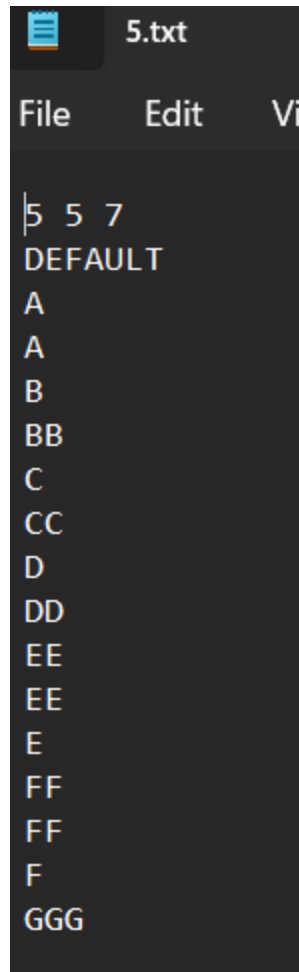 5.txt
File Edit Vi
5 5 7
DEFAULT
A
A
B
BB
C
CC
D
DD
EE
EE
E
FF
FF
F
GGG